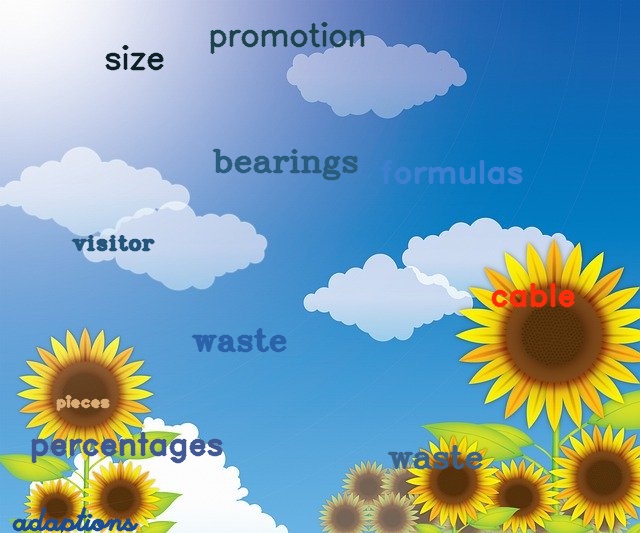 promotion
size
bearings
formulas
visitor
cable
waste
pieces
percentages
waste
adaptions